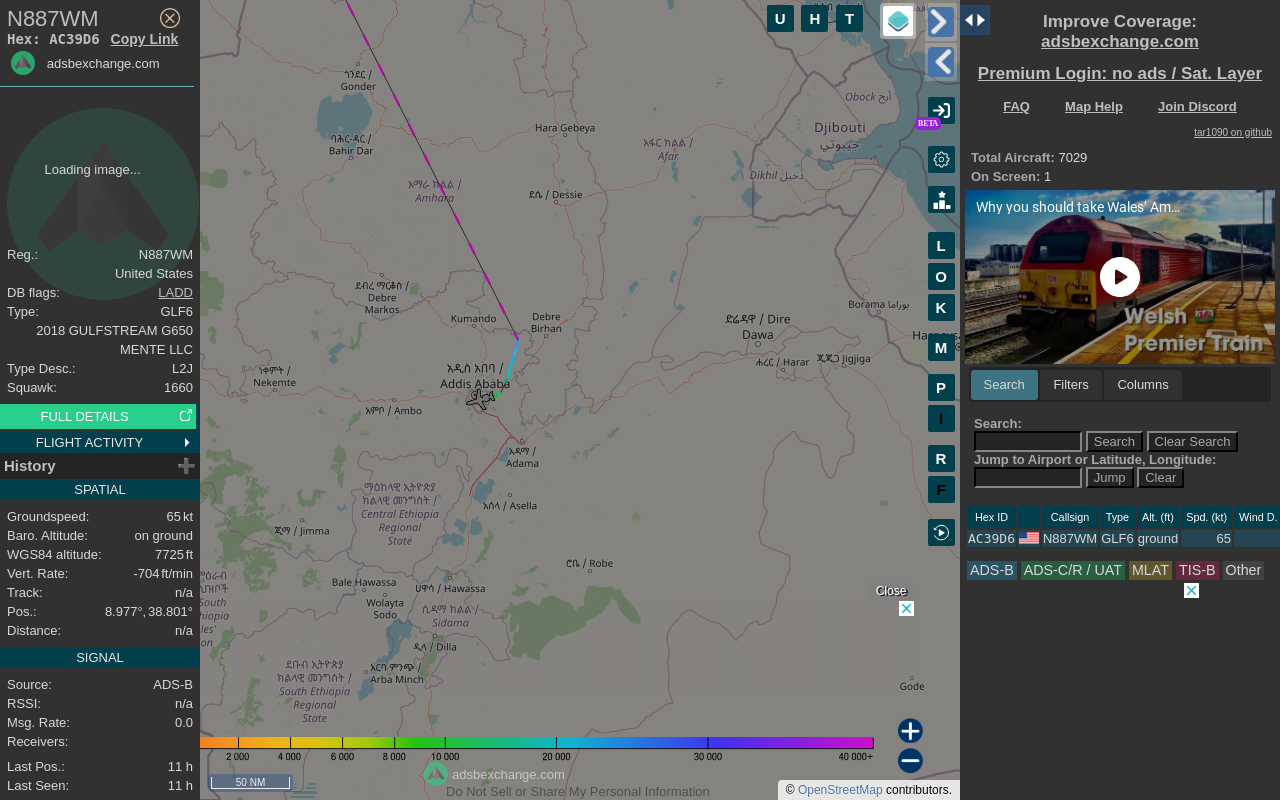 N887WM
Hex: AC39D6 Copy Link
adsbexchange.com
Loading image...
Reg.: N887WM
United States
DB flags: LADD
Type: GLF6
2018 GULFSTREAM G650
MENTE LLC
Type Desc.: L2J
Squawk: 1660
FULL DETAILS
FLIGHT ACTIVITY
History
SPATIAL
Groundspeed: 65 kt
Baro. Altitude: on ground
WGS84 altitude: 7725 ft
Vert. Rate: -704 ft/min
Track: n/a
Pos.: 8.977°, 38.801°
Distance: n/a
SIGNAL
Source: ADS-B
RSSI: n/a
Msg. Rate: 0.0
Receivers:
Last Pos.: 11 h
Last Seen: 11 h
U H T
ጎንደር /
Gonder
ባሕር-ዳር /
Bahir Dar
Hara Gebeya
አፋር ክልል /
Afar
Obock أبخ
Djibouti
جيبوتي
Dikhil دخيل
አማራ ክልል /
Amhara
ደሴ / Dessie
ደብረ ማርቆስ /
Debre
Markos
Kumando
Debre
Birhan
ድሬዳዋ / Dire
Dawa
Borama بوراما
ሐረር / Harar
ጂጂጋ Jigjiga
ነቀምት /
Nekemte
አዲስ አበባ /
Addis Ababa
አምቦ / Ambo
አዳማ /
Adama
ማዕከላዊ ኢትዮጵያ
ክልላዊ መንግስት /
Central Ethiopia
Regional
State
አሰላ / Asella
ጅማ / Jimma
ሮቤ / Robe
Bale Hawassa
ሀዋሳ / Hawassa
Wolayta
Sodo
ሲዳማ ክልል /
Sidama
ዲላ / Dilla
ደቡብ ኢትዮጵያ
ክልላዊ መንግስት /
South Ethiopia
Regional
State
አርባ ምንጭ /
Arba Minch
Gode
BETA
L
O
K
M
P
I
R
F
Close
2 000 4 000 6 000 8 000 10 000 20 000 30 000 40 000+
50 NM
adsbexchange.com
Do Not Sell or Share My Personal Information
© OpenStreetMap contributors.
Improve Coverage:
adsbexchange.com
Premium Login: no ads / Sat. Layer
FAQ Map Help Join Discord
tar1090 on github
Total Aircraft: 7029
On Screen: 1
Why you should take Wales' Am...
Welsh
Premier Train
Search Filters Columns
Search:
Search Clear Search
Jump to Airport or Latitude, Longitude:
Jump Clear
Hex ID Callsign Type Alt. (ft) Spd. (kt) Wind D.
AC39D6 N887WM GLF6 ground 65
ADS-B ADS-C/R / UAT MLAT TIS-B Other